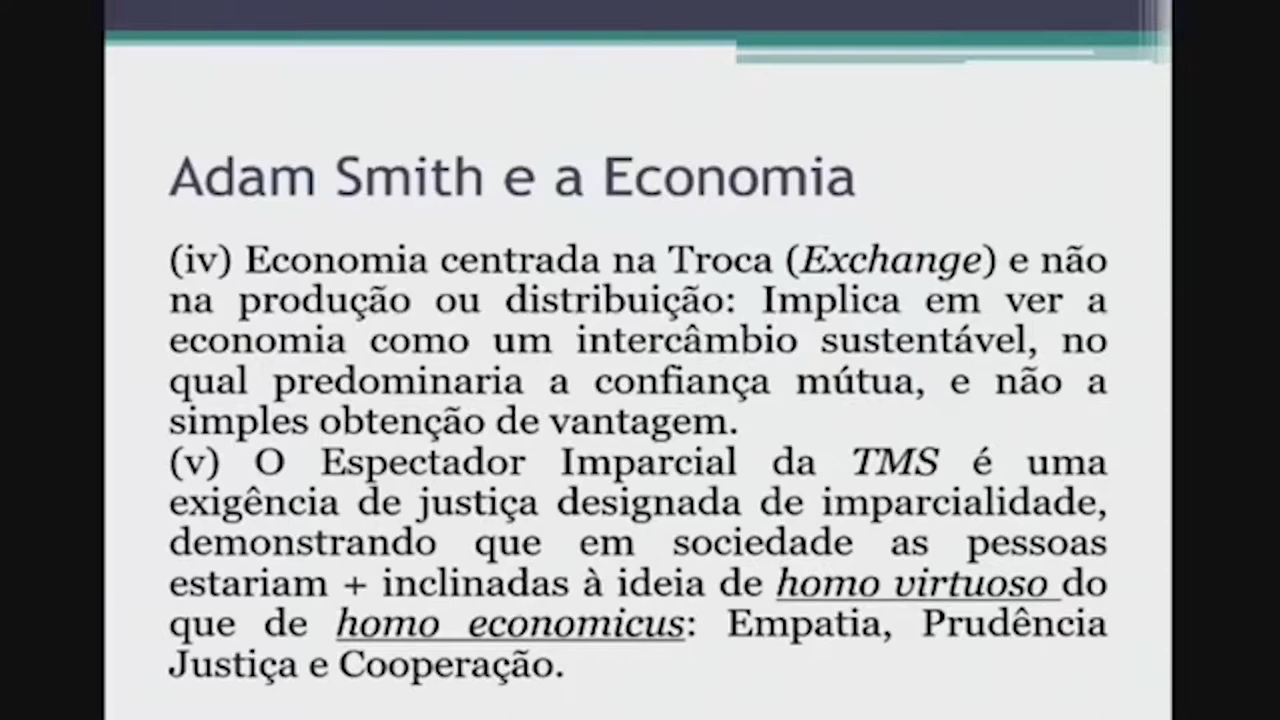 Adam Smith e a Economia
(iv) Economia centrada na Troca (Exchange) e não
na produção ou distribuição: Implica em ver a
economia como um intercâmbio sustentável, no
qual predominaria a confiança mútua, e não a
simples obtenção de vantagem.
(v) O Espectador Imparcial da TMS é uma
exigência de justiça designada de imparcialidade,
demonstrando que em sociedade as pessoas
estariam + inclinadas à ideia de homo virtuoso do
que de homo economicus: Empatia, Prudência
Justiça e Cooperação.